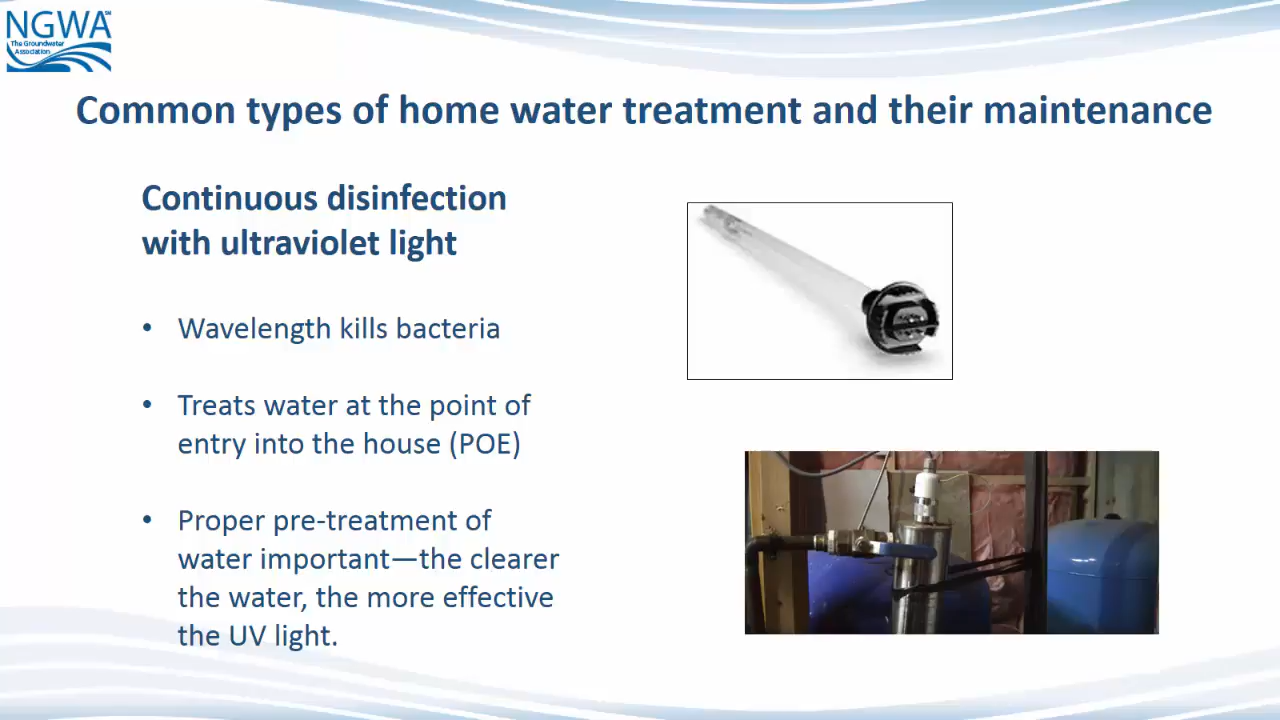 NGWA
The Groundwater
Association
Common types of home water treatment and their maintenance
Continuous disinfection
with ultraviolet light
• Wavelength kills bacteria
• Treats water at the point of
entry into the house (POE)
• Proper pre-treatment of
water important—the clearer
the water, the more effective
the UV light.